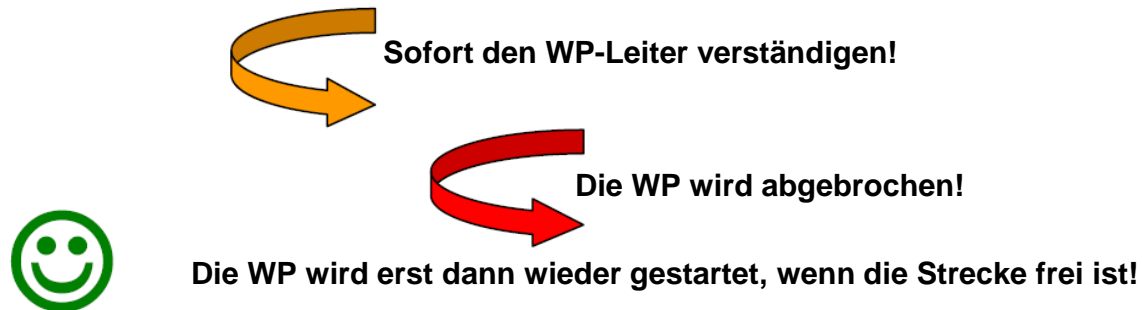 Sofort den WP-Leiter verständigen!
Die WP wird abgebrochen!
Die WP wird erst dann wieder gestartet, wenn die Strecke frei ist!